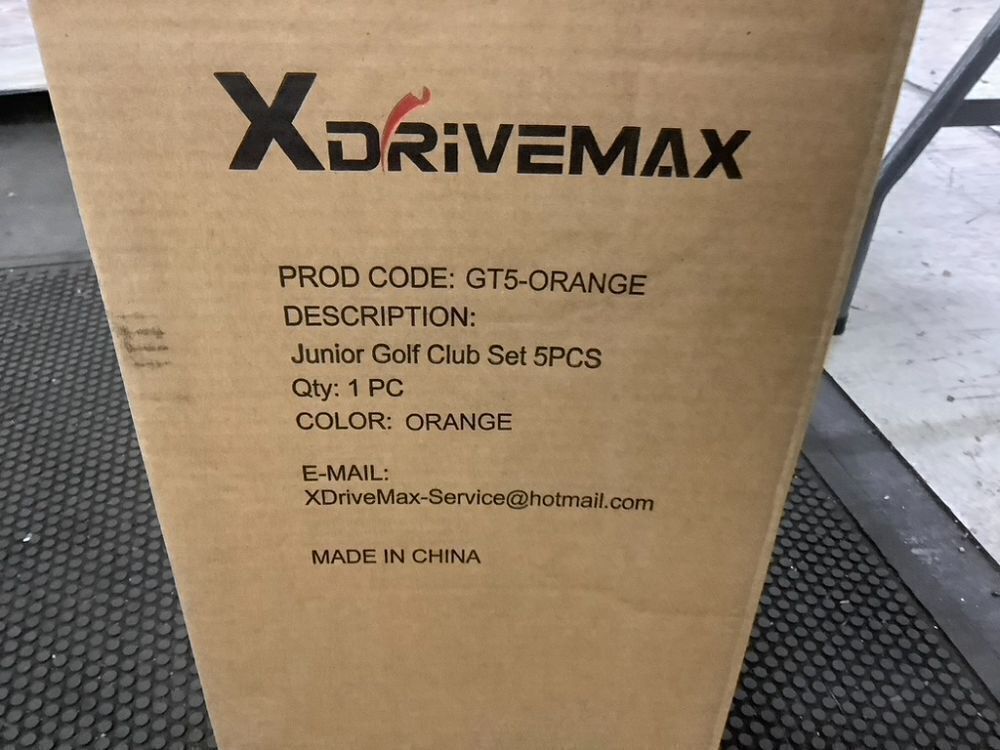 XDRiVEMAX
PROD CODE: GT5-ORANGE
DESCRIPTION:
Junior Golf Club Set 5PCS
Qty: 1 PC
COLOR: ORANGE
E-MAIL:
XDriveMax-Service@hotmail.com
MADE IN CHINA